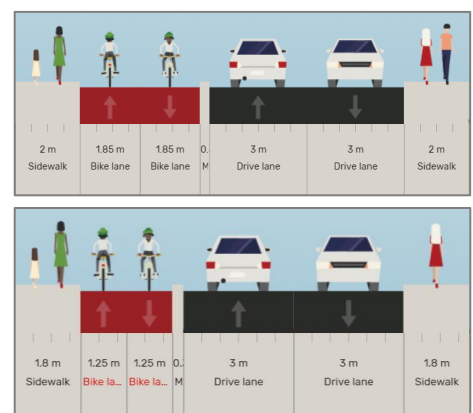 2 m 1.85 m 1.85 m 0. 3 m 3 m 2 m
Sidewalk Bike lane Bike lane M Drive lane Drive lane Sidewalk
1.8 m 1.25 m 1.25 m 0. 3 m 3 m 1.8 m
Sidewalk Bike la... Bike la... M Drive lane Drive lane Sidewalk